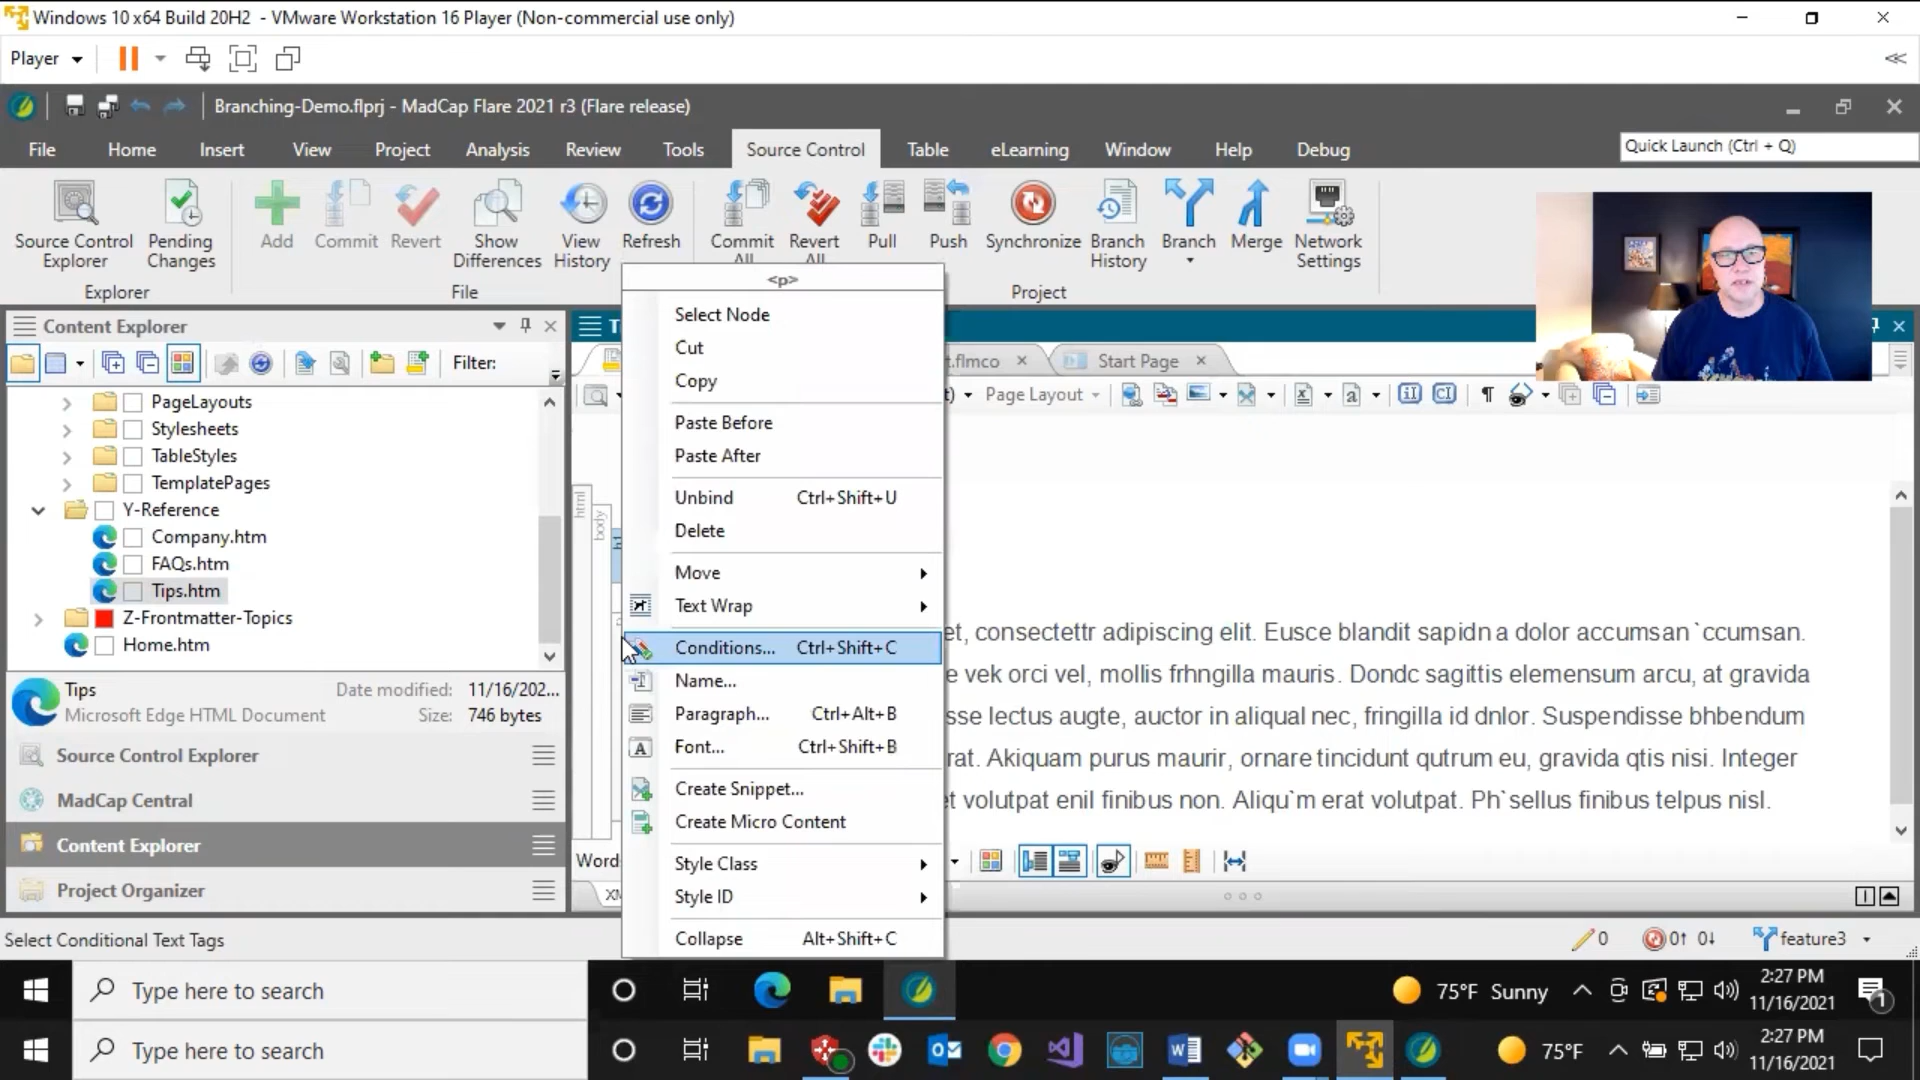 Windows 10 x64 Build 20H2 - VMware Workstation 16 Player (Non-commercial use only)
Player
Branching-Demo.flprj - MadCap Flare 2021 r3 (Flare release)
File Home Insert View Project Analysis Review Tools Source Control Table eLearning Window Help Debug
Quick Launch (Ctrl + Q)
Source Control Explorer
Pending Changes
Add
Commit
Revert
Show Differences
View History
Refresh
Commit All
Revert All
Pull
Push
Synchronize
Branch History
Branch
Merge
Network Settings
Explorer
File
Project
Content Explorer
Filter:
PageLayouts
Stylesheets
TableStyles
TemplatePages
Y-Reference
Company.htm
FAQs.htm
Tips.htm
Z-Frontmatter-Topics
Home.htm
Tips
Date modified: 11/16/202...
Microsoft Edge HTML Document
Size: 746 bytes
Source Control Explorer
MadCap Central
Content Explorer
Project Organizer
<p>
Select Node
Cut
Copy
Paste Before
Paste After
Unbind Ctrl+Shift+U
Delete
Move
Text Wrap
Conditions... Ctrl+Shift+C
Name...
Paragraph... Ctrl+Alt+B
Font... Ctrl+Shift+B
Create Snippet...
Create Micro Content
Style Class
Style ID
Collapse Alt+Shift+C
t.flmco
Start Page
t)
Page Layout
html
body
et, consectettr adipiscing elit. Eusce blandit sapidn a dolor accumsan `ccumsan.
e vek orci vel, mollis frhngilla mauris. Dondc sagittis elemensum arcu, at gravida
sse lectus augte, auctor in aliqual nec, fringilla id dnlor. Suspendisse bhbendum
rat. Akiquam purus maurir, ornare tincidunt qutrum eu, gravida qtis nisi. Integer
et volutpat enil finibus non. Aliqu`m erat volutpat. Ph`sellus finibus telpus nisl.
Word
XM
Select Conditional Text Tags
0
0↑ 0↓
feature3
Type here to search
75°F Sunny
2:27 PM
11/16/2021
1
Type here to search
75°F
2:27 PM
11/16/2021